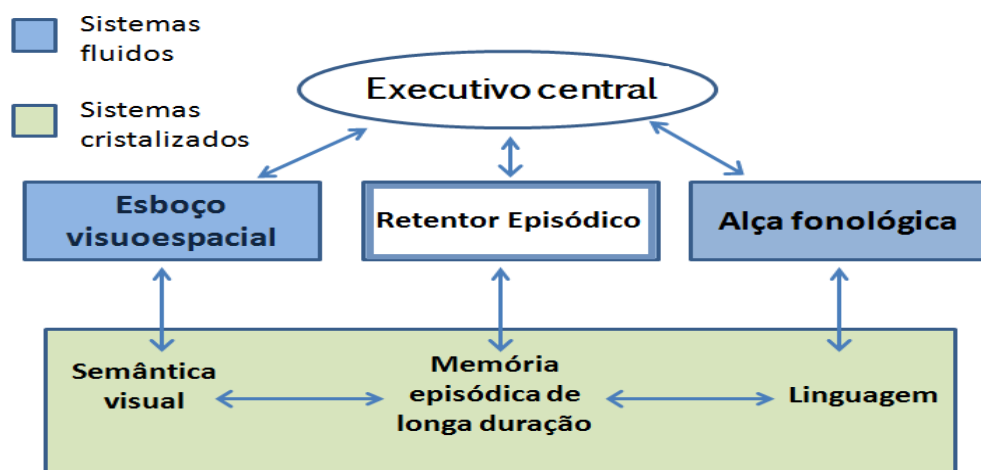 Sistemas
fluidos
Sistemas
cristalizados
Executivo central
Esboço
visuoespacial
Retentor Episódico
Alça fonológica
Semântica
visual
Memória
episódica de
longa duração
Linguagem